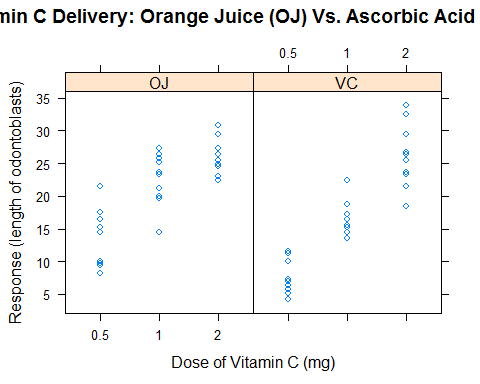 min C Delivery: Orange Juice (OJ) Vs. Ascorbic Acid
0.5 1 2
OJ VC
Response (length of odontoblasts)
35
30
25
20
15
10
5
0.5 1 2
Dose of Vitamin C (mg)